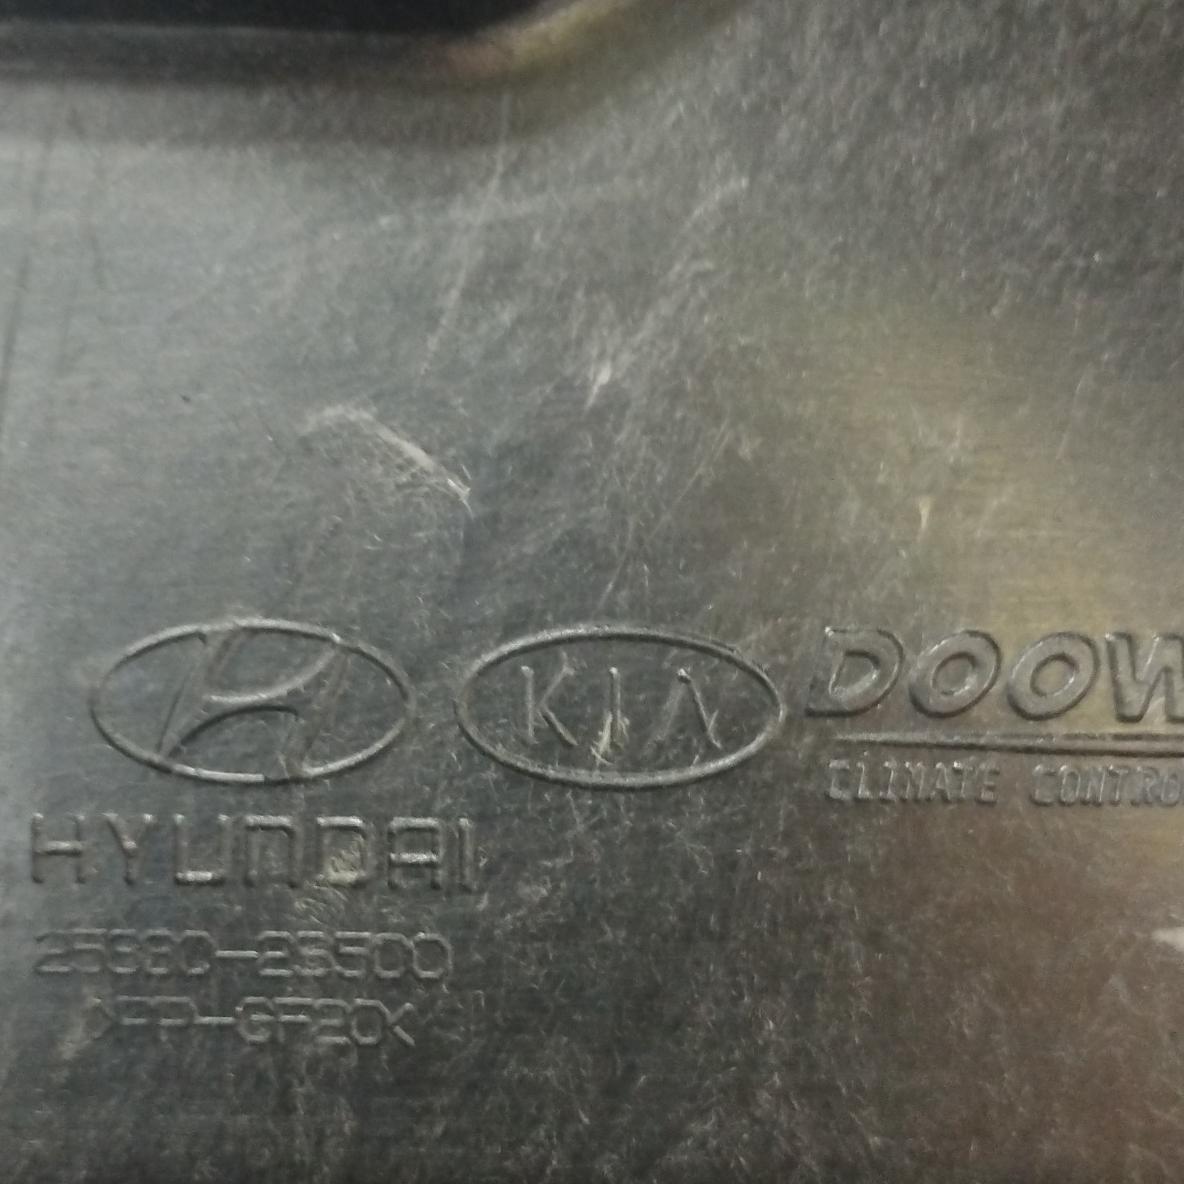 KIA
DOOW
CLIMATE CONTRO
HYUNDAI
25380-23500
>PP-GF20<